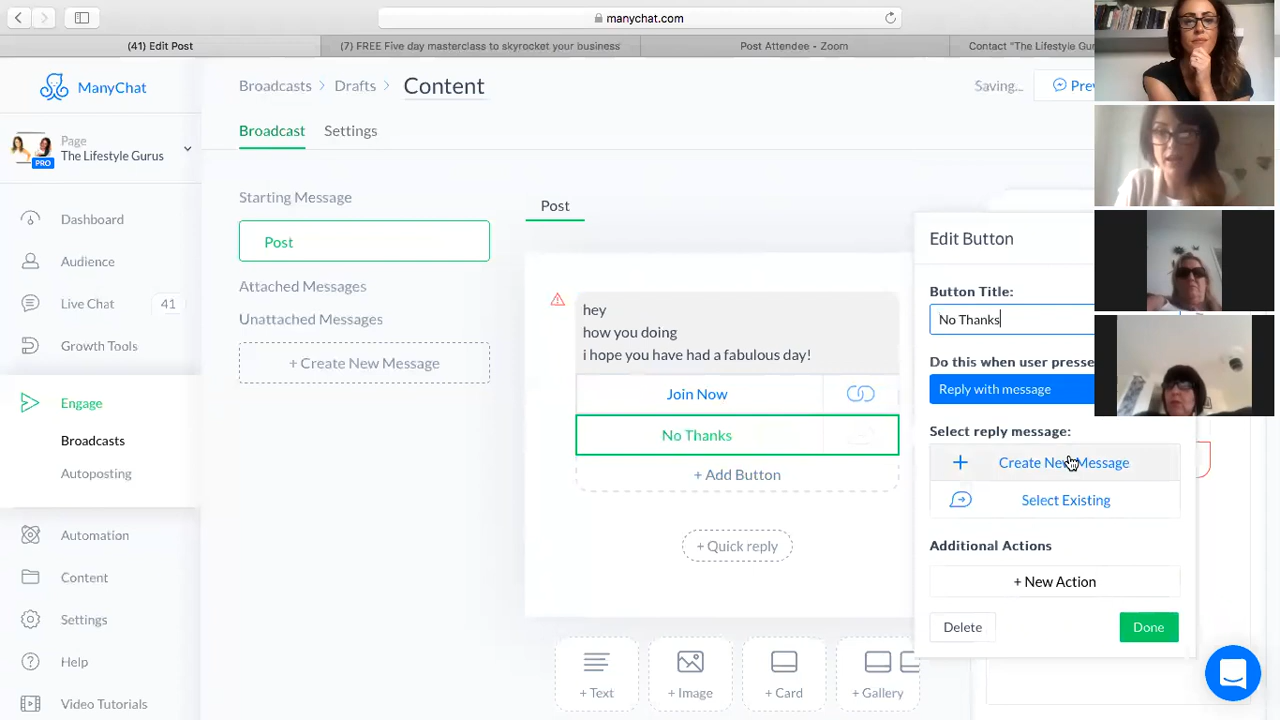 manychat.com
(41) Edit Post
(7) FREE Five day masterclass to skyrocket your business
Post Attendee - Zoom
Contact "The Lifestyle Gur
ManyChat
Broadcasts
Drafts
Content
Saving...
Broadcast
Settings
Page
The Lifestyle Gurus
PRO
Starting Message
Post
Post
Attached Messages
Unattached Messages
+ Create New Message
Dashboard
Audience
Live Chat
41
Growth Tools
Engage
Broadcasts
Autoposting
Automation
Content
Settings
Help
Video Tutorials
hey
how you doing
i hope you have had a fabulous day!
Join Now
No Thanks
+ Add Button
+ Quick reply
+ Text
+ Image
+ Card
+ Gallery
Edit Button
Button Title:
No Thanks
Do this when user presse
Reply with message
Select reply message:
Create New Message
Select Existing
Additional Actions
+ New Action
Delete
Done